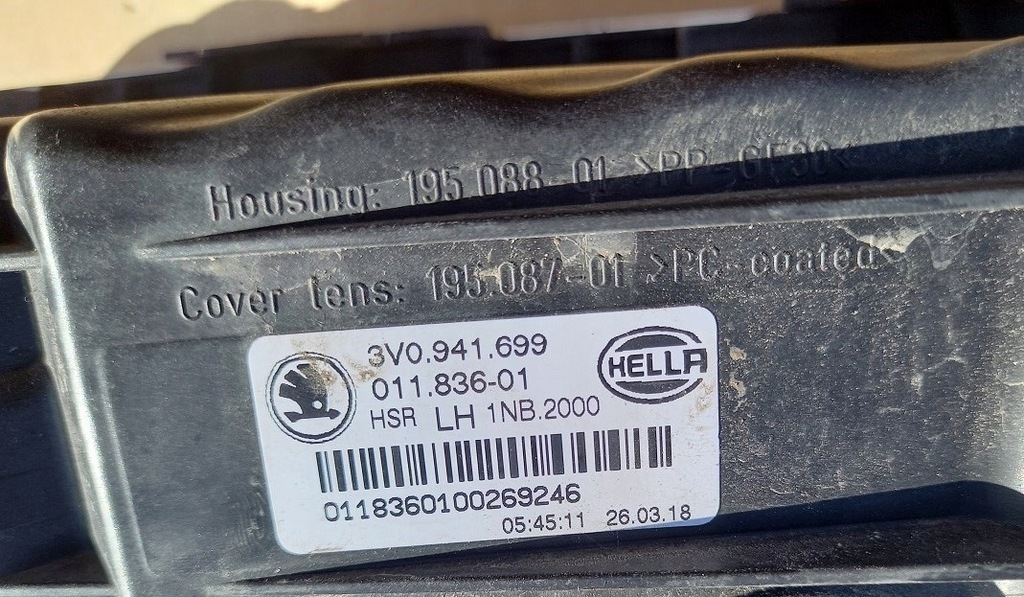 Housing: 195.088-01 >PP-GF30<
Cover lens: 195.087-01 >PC coated<
3V0.941.699
HELLA
011.836-01
HSR LH 1NB.2000
0118360100269246
05:45:11 26.03.18